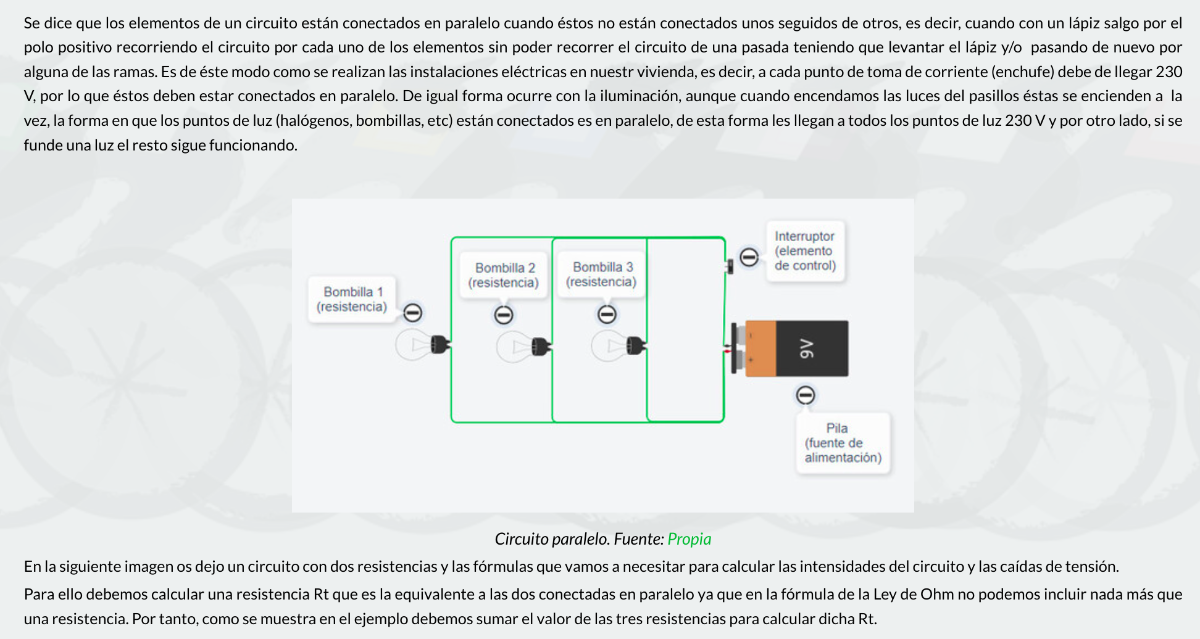 Se dice que los elementos de un circuito están conectados en paralelo cuando éstos no están conectados unos seguidos de otros, es decir, cuando con un lápiz salgo por el
polo positivo recorriendo el circuito por cada uno de los elementos sin poder recorrer el circuito de una pasada teniendo que levantar el lápiz y/o pasando de nuevo por
alguna de las ramas. Es de éste modo como se realizan las instalaciones eléctricas en nuestr vivienda, es decir, a cada punto de toma de corriente (enchufe) debe de llegar 230
V, por lo que éstos deben estar conectados en paralelo. De igual forma ocurre con la iluminación, aunque cuando encendamos las luces del pasillos éstas se encienden a la
vez, la forma en que los puntos de luz (halógenos, bombillas, etc) están conectados es en paralelo, de esta forma les llegan a todos los puntos de luz 230 V y por otro lado, si se
funde una luz el resto sigue funcionando.
Interruptor
(elemento
de control)
Bombilla 2
(resistencia)
Bombilla 3
(resistencia)
Bombilla 1
(resistencia)
9V
Pila
(fuente de
alimentación)
Circuito paralelo. Fuente: Propia
En la siguiente imagen os dejo un circuito con dos resistencias y las fórmulas que vamos a necesitar para calcular las intensidades del circuito y las caídas de tensión.
Para ello debemos calcular una resistencia Rt que es la equivalente a las dos conectadas en paralelo ya que en la fórmula de la Ley de Ohm no podemos incluir nada más que
una resistencia. Por tanto, como se muestra en el ejemplo debemos sumar el valor de las tres resistencias para calcular dicha Rt.